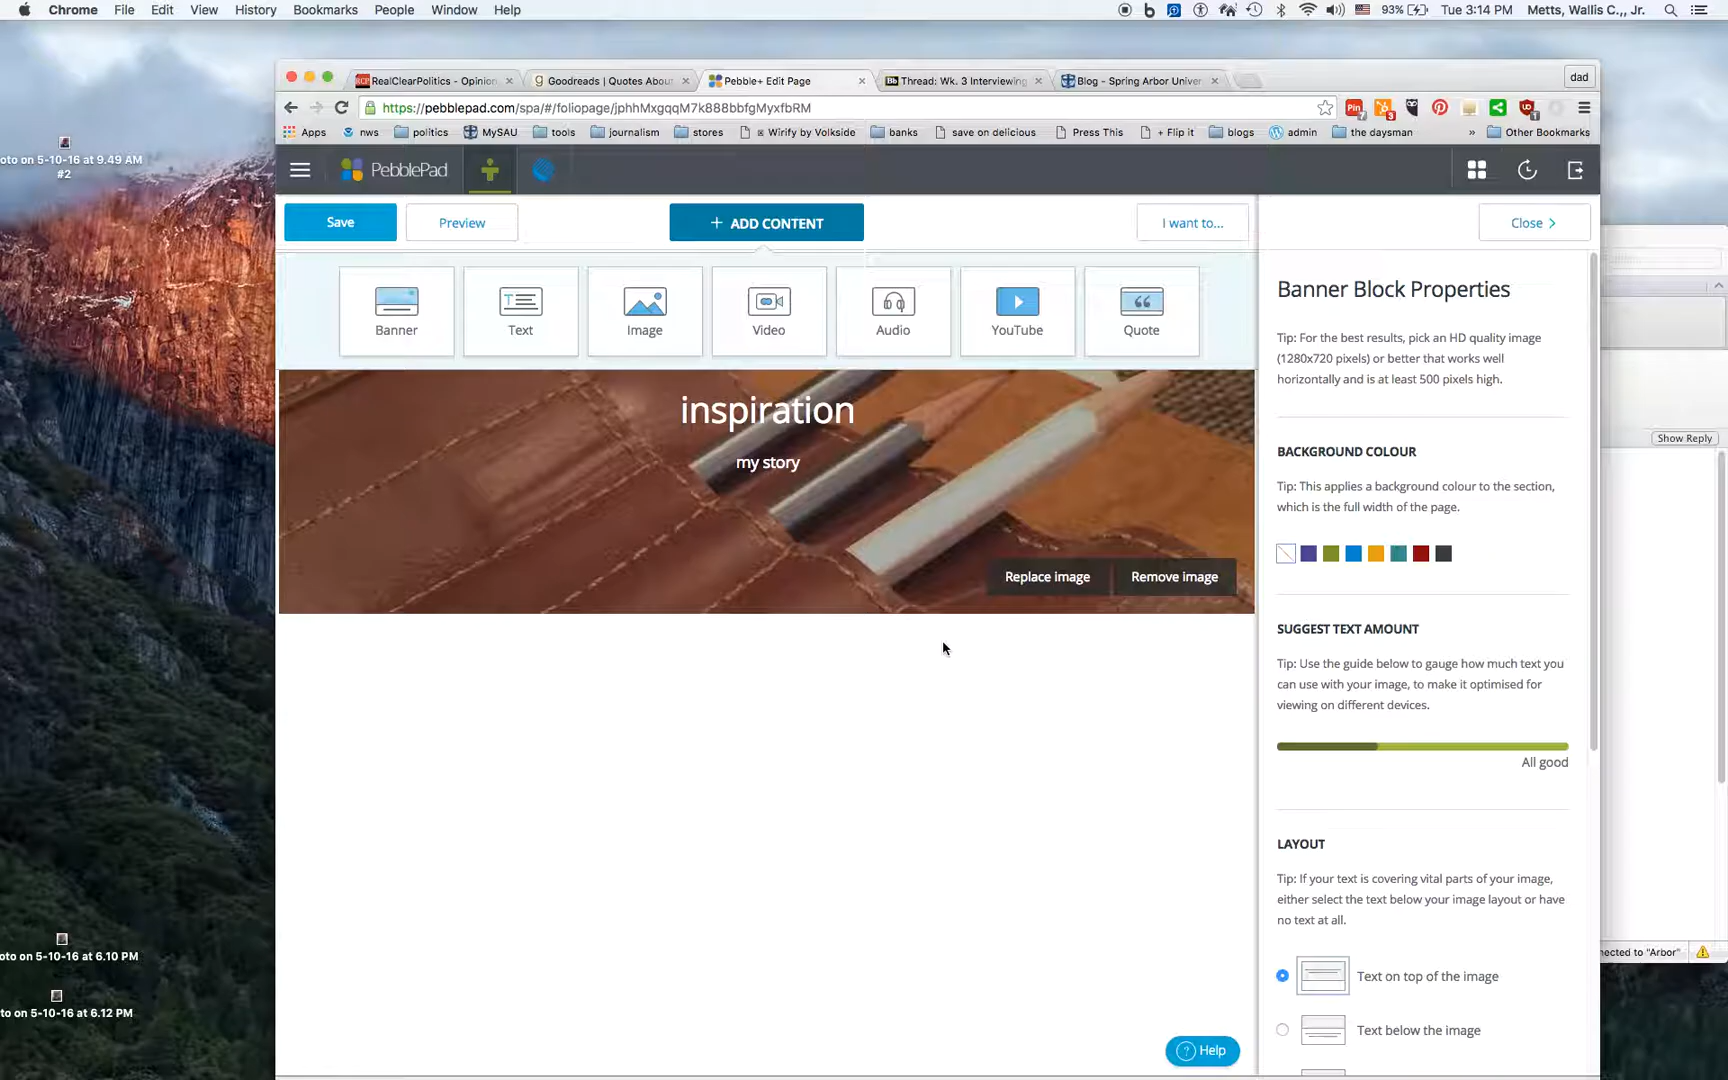 Chrome File Edit View History Bookmarks People Window Help 93% Tue 3:14 PM Metts, Wallis C.,, Jr.
RealClearPolitics - Opinion Goodreads | Quotes About Pebble+ Edit Page Thread: Wk. 3 Interviewing Blog - Spring Arbor Univer dad
https://pebblepad.com/spa/#/foliopage/jphhMxgqqM7k888bbfgMyxfbRM
Apps nws politics MySAU tools journalism stores Wirify by Volkside banks save on delicious Press This + Flip it blogs admin the daysman » Other Bookmarks
oto on 5-10-16 at 9.49 AM
#2
PebblePad
Save Preview + ADD CONTENT I want to... Close >
Banner Text Image Video Audio YouTube Quote
inspiration
my story
Replace image Remove image
Banner Block Properties
Tip: For the best results, pick an HD quality image
(1280x720 pixels) or better that works well
horizontally and is at least 500 pixels high.
BACKGROUND COLOUR
Tip: This applies a background colour to the section,
which is the full width of the page.
SUGGEST TEXT AMOUNT
Tip: Use the guide below to gauge how much text you
can use with your image, to make it optimised for
viewing on different devices.
All good
LAYOUT
Tip: If your text is covering vital parts of your image,
either select the text below your image layout or have
no text at all.
Text on top of the image
Text below the image
? Help
Show Reply
nected to "Arbor"
oto on 5-10-16 at 6.10 PM
oto on 5-10-16 at 6.12 PM